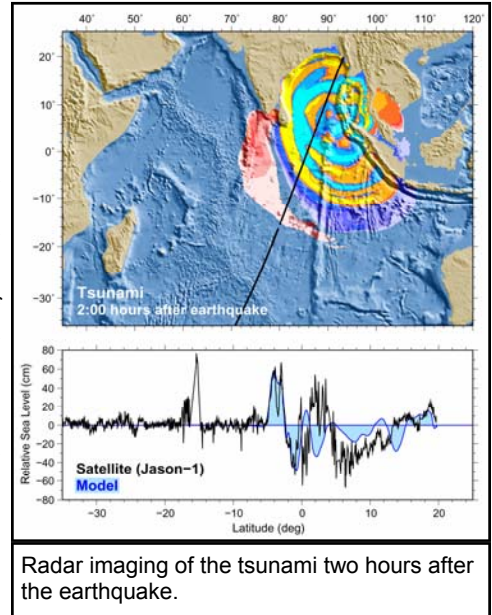 40˚ 50˚ 60˚ 70˚ 80˚ 90˚ 100˚ 110˚ 120˚
20˚
10˚
0˚
−10˚
−20˚
−30˚
Tsunami
2:00 hours after earthquake
80
60
40
20
0
−20
−40
−60
−80
Relative Sea Level (cm)
Satellite (Jason−1)
Model
−30 −20 −10 0 10 20
Latitude (deg)
Radar imaging of the tsunami two hours after
the earthquake.